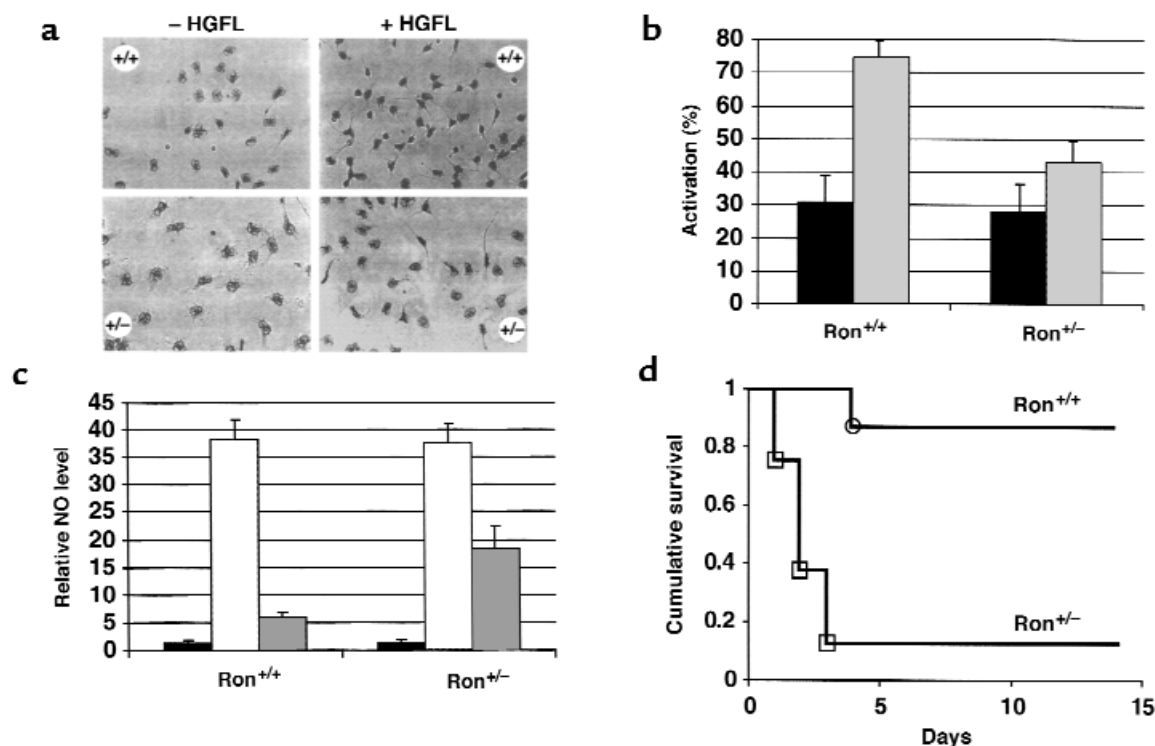 a
– HGFL
+ HGFL
+/+
+/+
+/–
+/–
b
Activation (%)
80
70
60
50
40
30
20
10
0
Ron+/+
Ron+/–
c
Relative NO level
45
40
35
30
25
20
15
10
5
0
Ron+/+
Ron+/–
d
Cumulative survival
1
0.8
0.6
0.4
0.2
0
Ron+/+
Ron+/–
0
5
10
15
Days